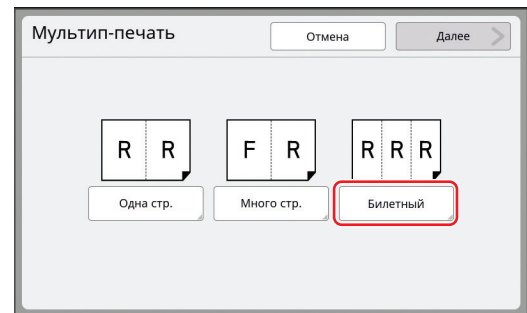 Мультип-печать
Отмена
Далее
R R
F R
R R R
Одна стр.
Много стр.
Билетный